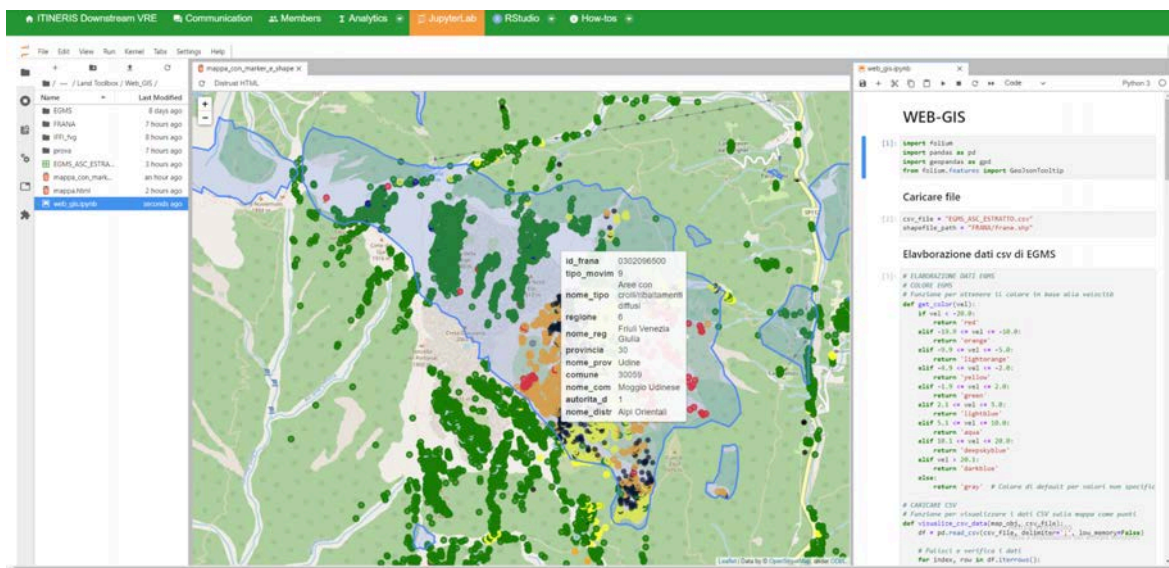 ITINERIS Downstream VRE Communication Members Analytics JupyterLab RStudio How-tos
File Edit View Run Kernel Tabs Settings Help
/ ··· / Land Toolbox / Web_GIS /
Name Last Modified
EGMS 8 days ago
FRANA 7 hours ago
IFFI_fvg 8 hours ago
prova 7 hours ago
EGMS_ASC_ESTRA... 3 hours ago
mappa_con_mark... an hour ago
mappa.html 2 hours ago
web_gis.ipynb seconds ago
mappa_con_marker_e_shape
Distrust HTML
+
−
id_frana 0302096500
tipo_movim 9
nome_tipo Aree con
crolli/ribaltamenti
diffusi
regione 6
nome_reg Friuli Venezia
Giulia
provincia 30
nome_prov Udine
comune 30059
nome_com Moggio Udinese
autorita_d 1
nome_distr Alpi Orientali
Leaflet | Data by © OpenStreetMap, under ODbL.
web_gis.ipynb
Code Python 3
WEB-GIS
[1]: import folium
import pandas as pd
import geopandas as gpd
from folium.features import GeoJsonTooltip
Caricare file
[2]: csv_file = "EGMS_ASC_ESTRATTO.csv"
shapefile_path = "FRANA/frane.shp"
Elavborazione dati csv di EGMS
# ELABORAZIONE DATI EGMS
# COLORI EGMS
# Funzione per ottenere il colore in base alla velocità
def get_color(vel):
if vel < -20.0:
return 'red'
elif -19.9 <= vel <= -10.0:
return 'orange'
elif -9.9 <= vel <= -5.0:
return 'lightorange'
elif -4.9 <= vel <= -2.0:
return 'yellow'
elif -1.9 <= vel <= 2.0:
return 'green'
elif 2.1 <= vel <= 5.0:
return 'lightblue'
elif 5.1 <= vel <= 10.0:
return 'aqua'
elif 10.1 <= vel <= 20.0:
return 'deepskyblue'
elif vel > 20.1:
return 'darkblue'
else:
return 'gray' # Colore di default per valori non specific
# CARICARE CSV
# Funzione per visualizzare i dati CSV sulla mappa come punti
def visualize_csv_data(map_obj, csv_file):
df = pd.read_csv(csv_file, delimiter=',', low_memory=False)
# Pulisci e verifica i dati
for index, row in df.iterrows():